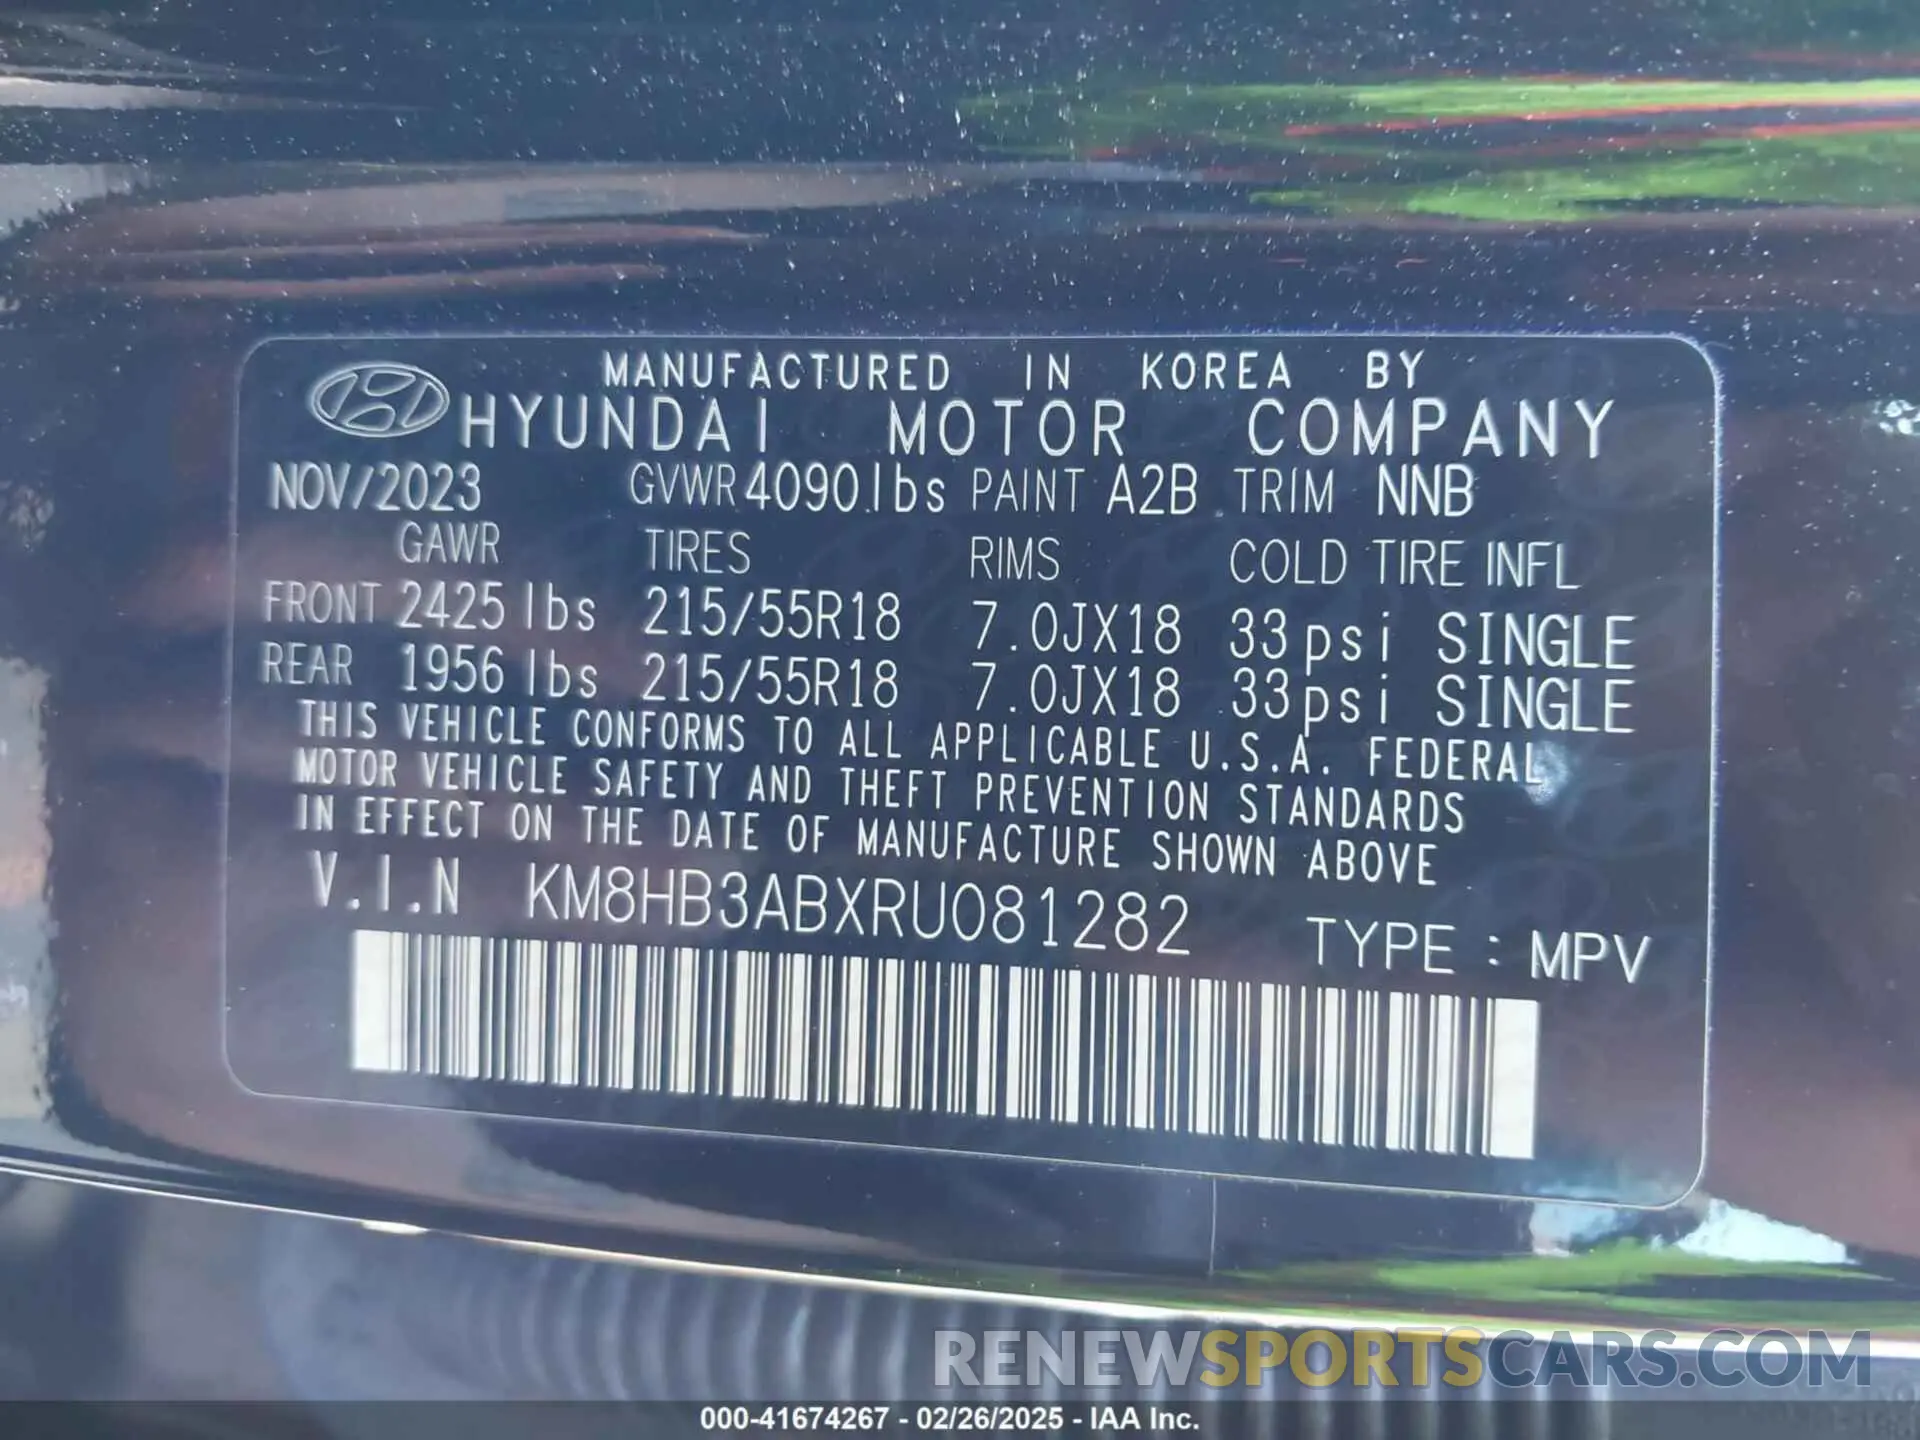 MANUFACTURED IN KOREA BY
HYUNDAI MOTOR COMPANY
NOV/2023 GVWR 4090lbs PAINT A2B TRIM NNB
GAWR TIRES RIMS COLD TIRE INFL
FRONT 2425 lbs 215/55R18 7.0JX18 33psi SINGLE
REAR 1956 lbs 215/55R18 7.0JX18 33psi SINGLE
THIS VEHICLE CONFORMS TO ALL APPLICABLE U.S.A. FEDERAL
MOTOR VEHICLE SAFETY AND THEFT PREVENTION STANDARDS
IN EFFECT ON THE DATE OF MANUFACTURE SHOWN ABOVE
V.I.N KM8HB3ABXRU081282 TYPE : MPV
RENEWSPORTSCARS.COM
000-41674267 - 02/26/2025 - IAA Inc.